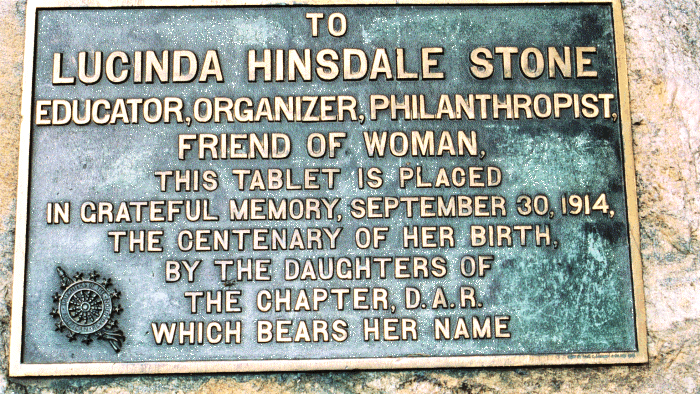 TO
LUCINDA HINSDALE STONE
EDUCATOR, ORGANIZER, PHILANTHROPIST,
FRIEND OF WOMAN,
THIS TABLET IS PLACED
IN GRATEFUL MEMORY, SEPTEMBER 30, 1914,
THE CENTENARY OF HER BIRTH,
BY THE DAUGHTERS OF
THE CHAPTER, D.A.R.
WHICH BEARS HER NAME